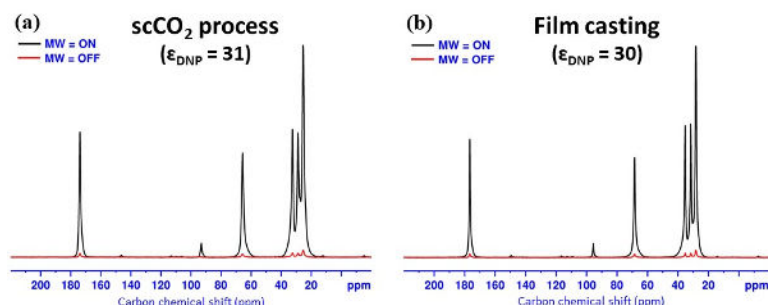 (a)
scCO₂ process
(εDNP = 31)
MW = ON
MW = OFF
ppm
200 180 160 140 120 100 80 60 40 20 ppm
Carbon chemical shift (ppm)
(b)
Film casting
(εDNP = 30)
MW = ON
MW = OFF
200 180 160 140 120 100 80 60 40 20 ppm
Carbon chemical shift (ppm)